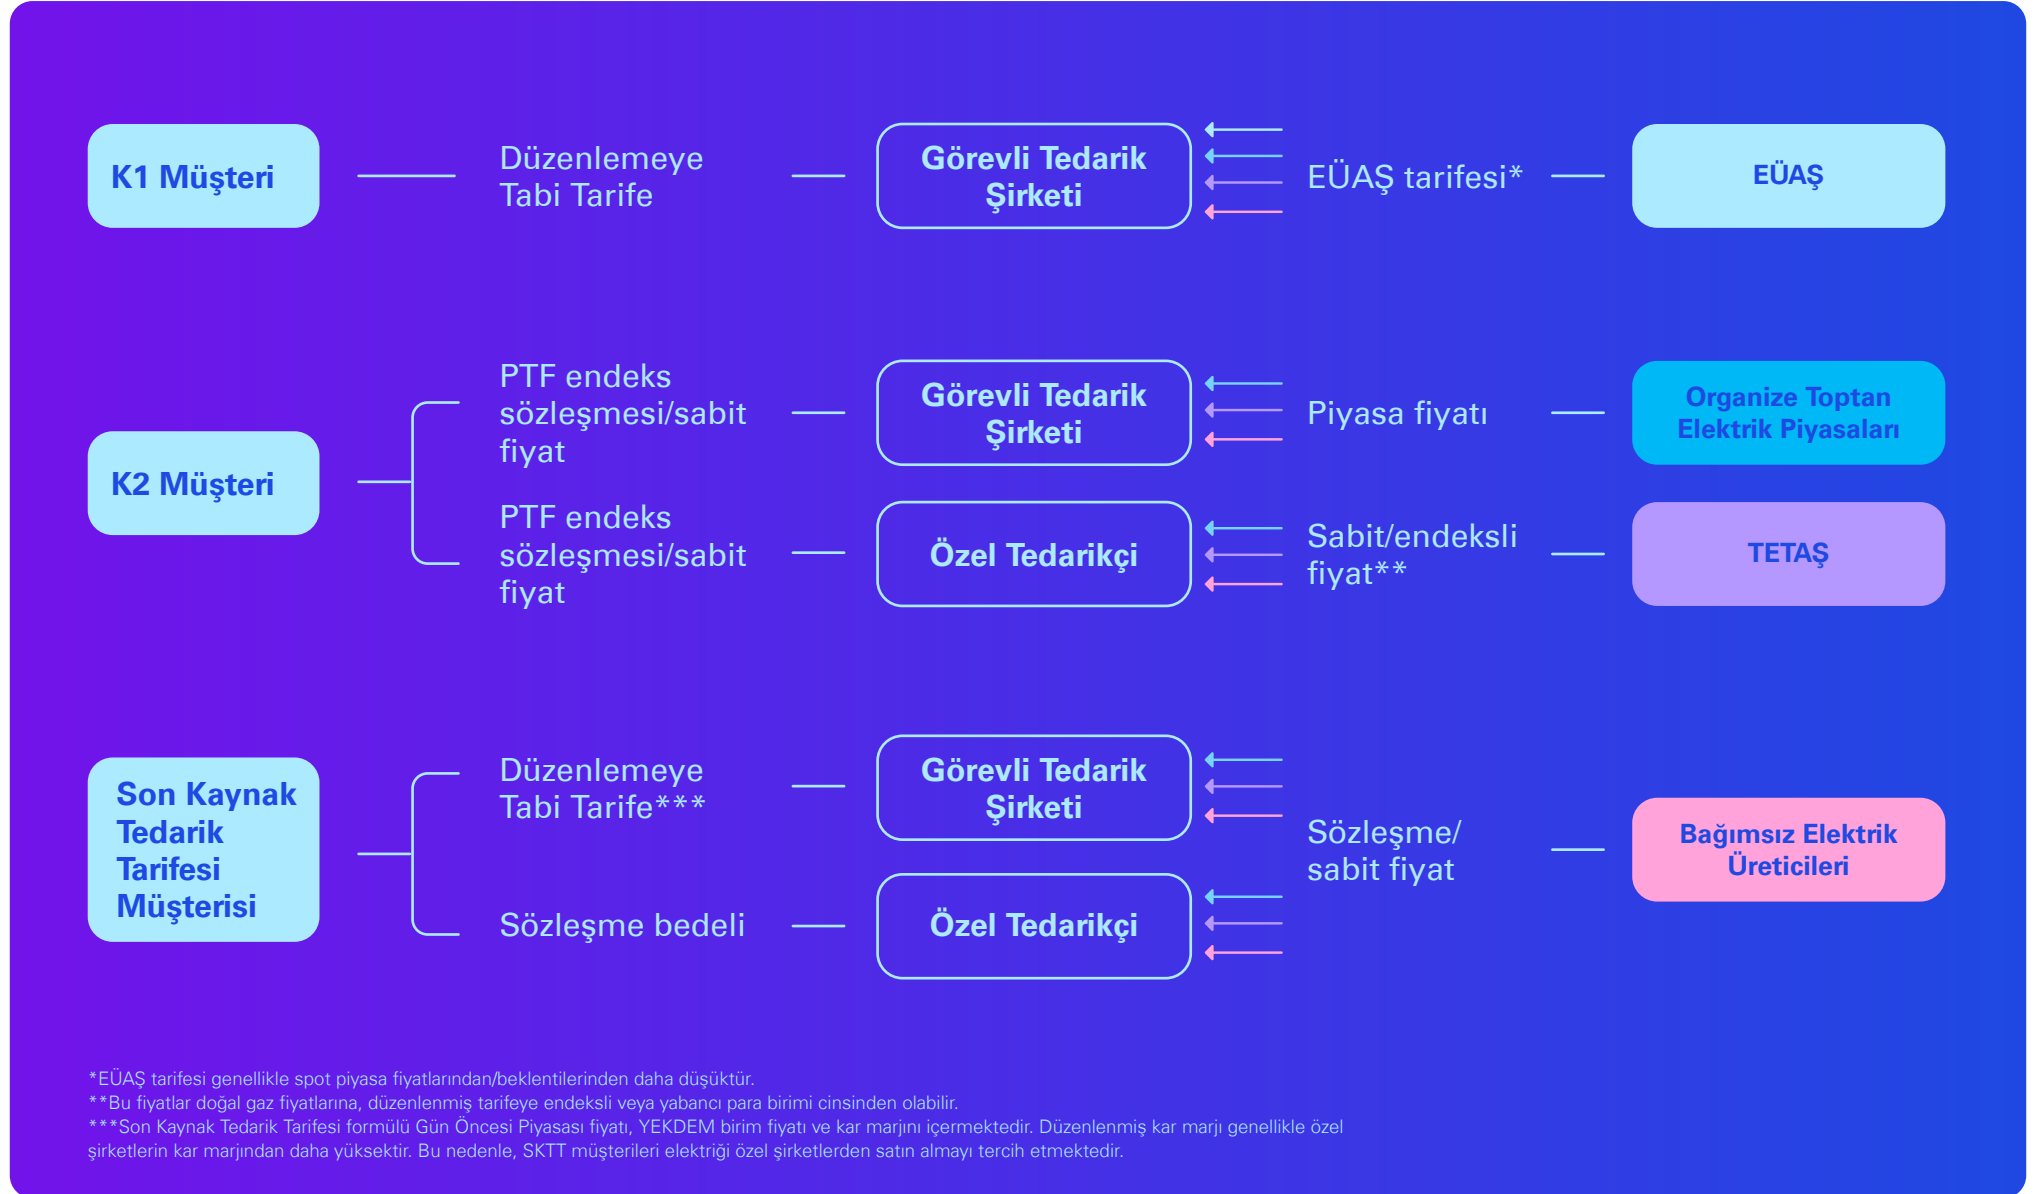 K1 Müşteri
Düzenlemeye
Tabi Tarife
Görevli Tedarik
Şirketi
EÜAŞ tarifesi*
EÜAŞ
K2 Müşteri
PTF endeks
sözleşmesi/sabit
fiyat
Görevli Tedarik
Şirketi
Piyasa fiyatı
Organize Toptan
Elektrik Piyasaları
PTF endeks
sözleşmesi/sabit
fiyat
Özel Tedarikçi
Sabit/endeksli
fiyat**
TETAŞ
Son Kaynak
Tedarik
Tarifesi
Müşterisi
Düzenlemeye
Tabi Tarife***
Görevli Tedarik
Şirketi
Sözleşme/
sabit fiyat
Bağımsız Elektrik
Üreticileri
Sözleşme bedeli
Özel Tedarikçi
*EÜAŞ tarifesi genellikle spot piyasa fiyatlarından/beklentilerinden daha düşüktür.
**Bu fiyatlar doğal gaz fiyatlarına, düzenlenmiş tarifeye endeksli veya yabancı para birimi cinsinden olabilir.
***Son Kaynak Tedarik Tarifesi formülü Gün Öncesi Piyasası fiyatı, YEKDEM birim fiyatı ve kar marjını içermektedir. Düzenlenmiş kar marjı genellikle özel
şirketlerin kar marjından daha yüksektir. Bu nedenle, SKTT müşterileri elektriği özel şirketlerden satın almayı tercih etmektedir.